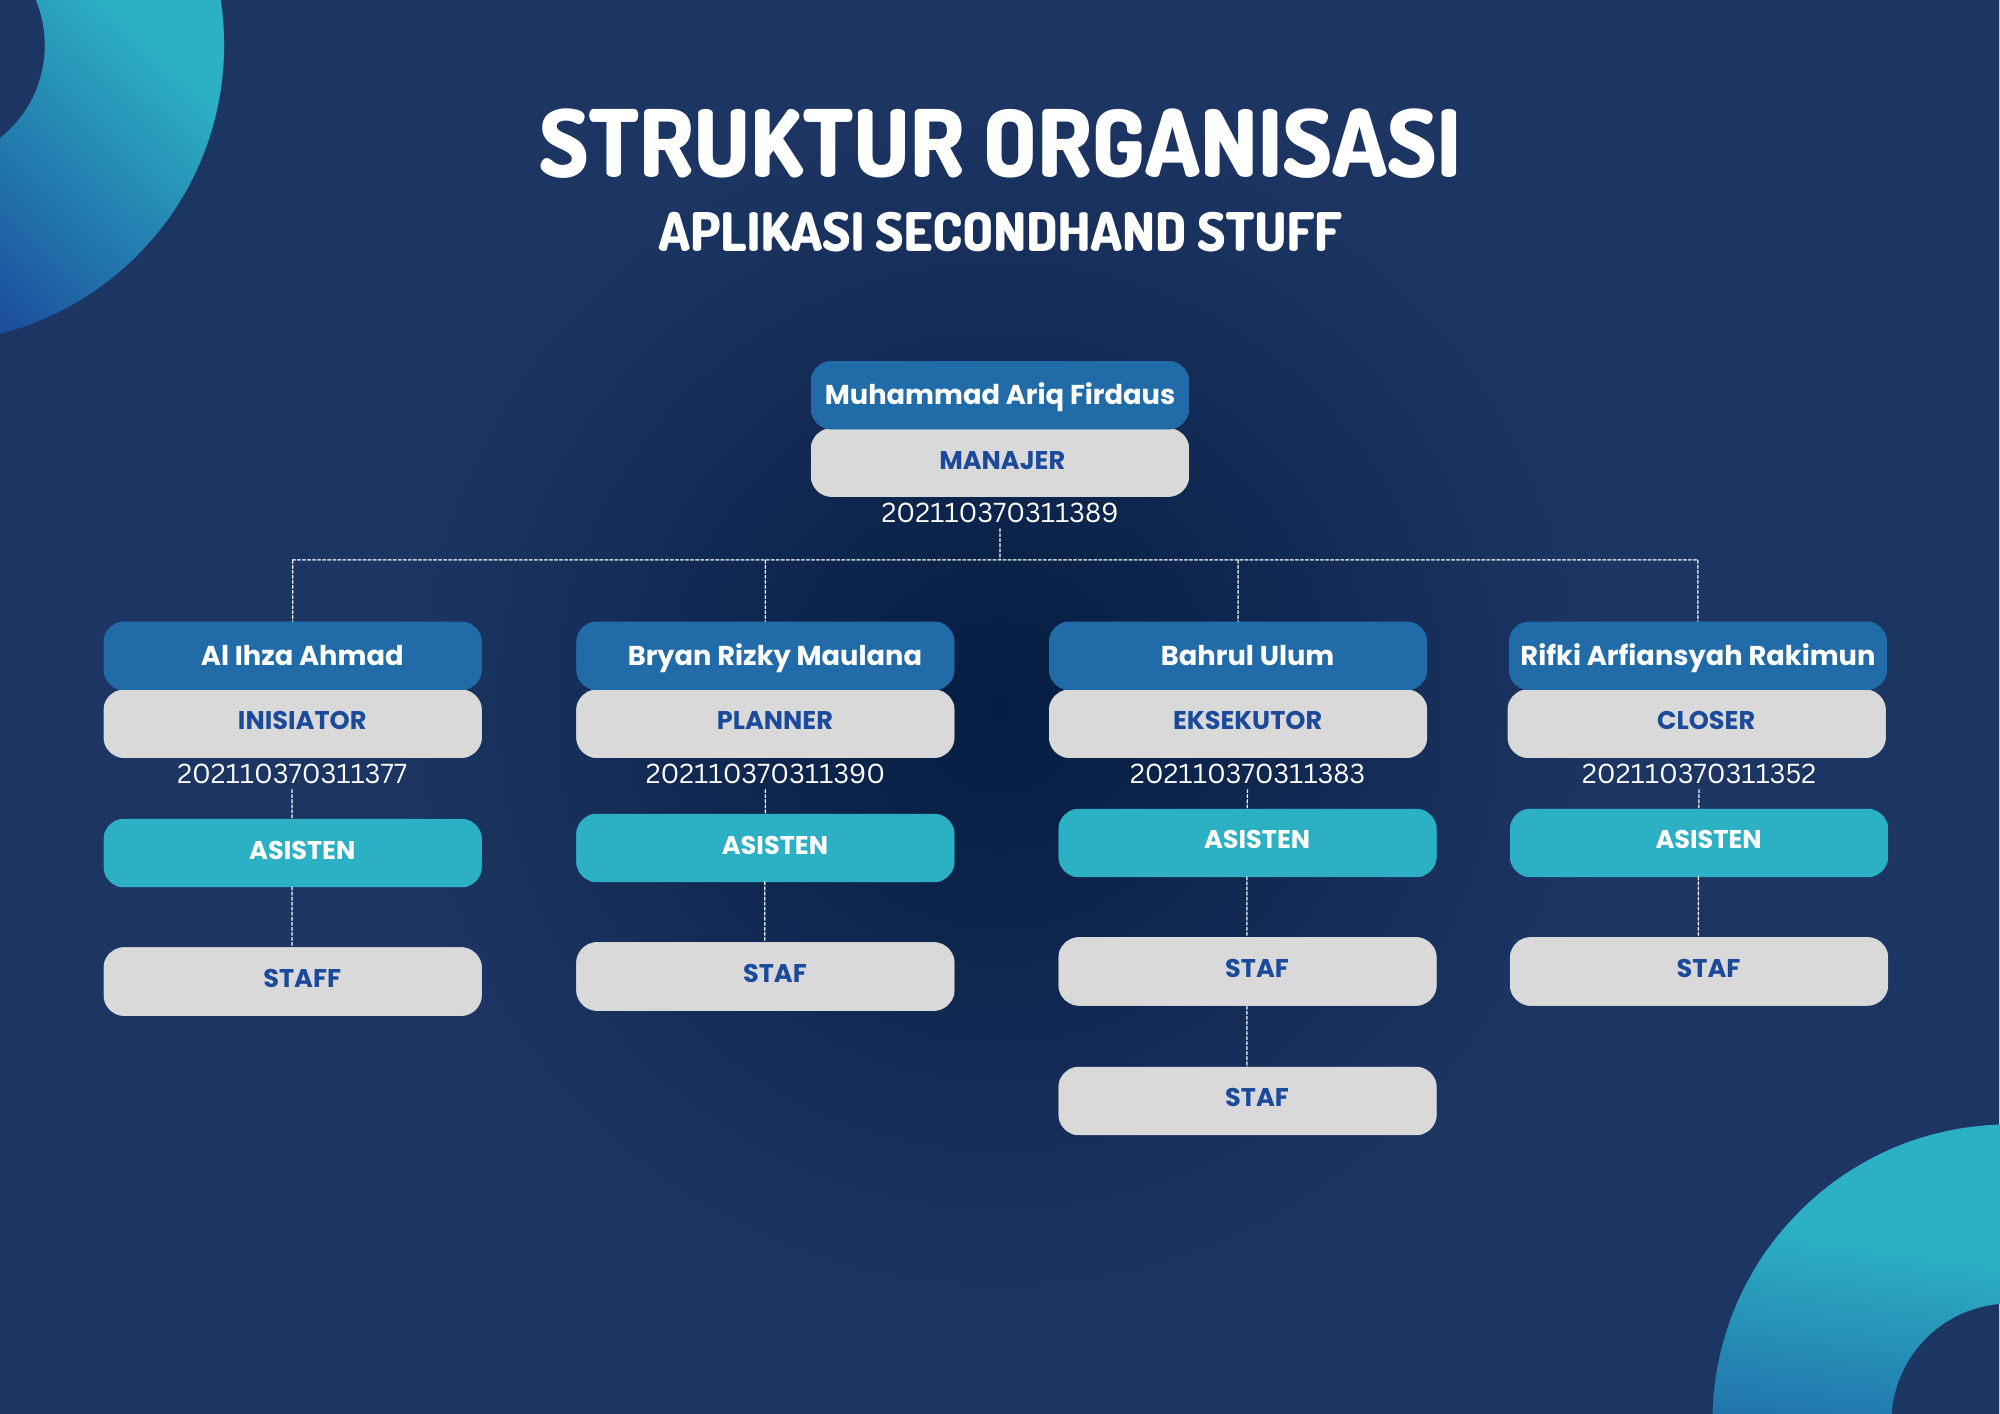 STRUKTUR ORGANISASI
APLIKASI SECONDHAND STUFF
Muhammad Ariq Firdaus
MANAJER
202110370311389
Al Ihza Ahmad
INISIATOR
202110370311377
ASISTEN
STAFF
Bryan Rizky Maulana
PLANNER
202110370311390
ASISTEN
STAF
Bahrul Ulum
EKSEKUTOR
202110370311383
ASISTEN
STAF
STAF
Rifki Arfiansyah Rakimun
CLOSER
202110370311352
ASISTEN
STAF